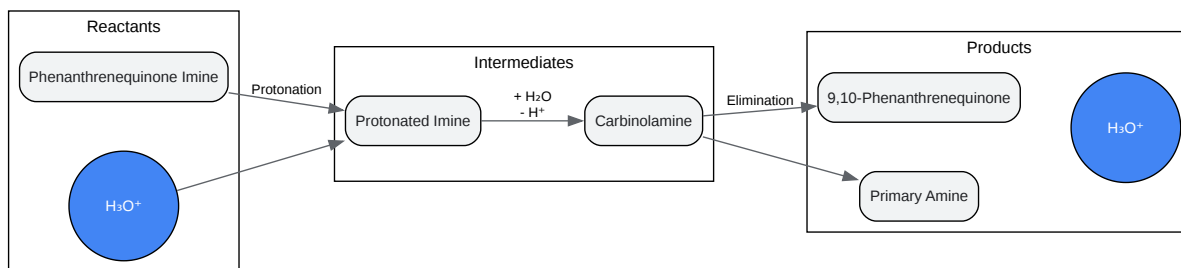 Reactants
Phenanthrenequinone Imine
H₃O⁺
Protonation
Intermediates
Protonated Imine
+ H₂O
- H⁺
Carbinolamine
Elimination
Products
9,10-Phenanthrenequinone
H₃O⁺
Primary Amine